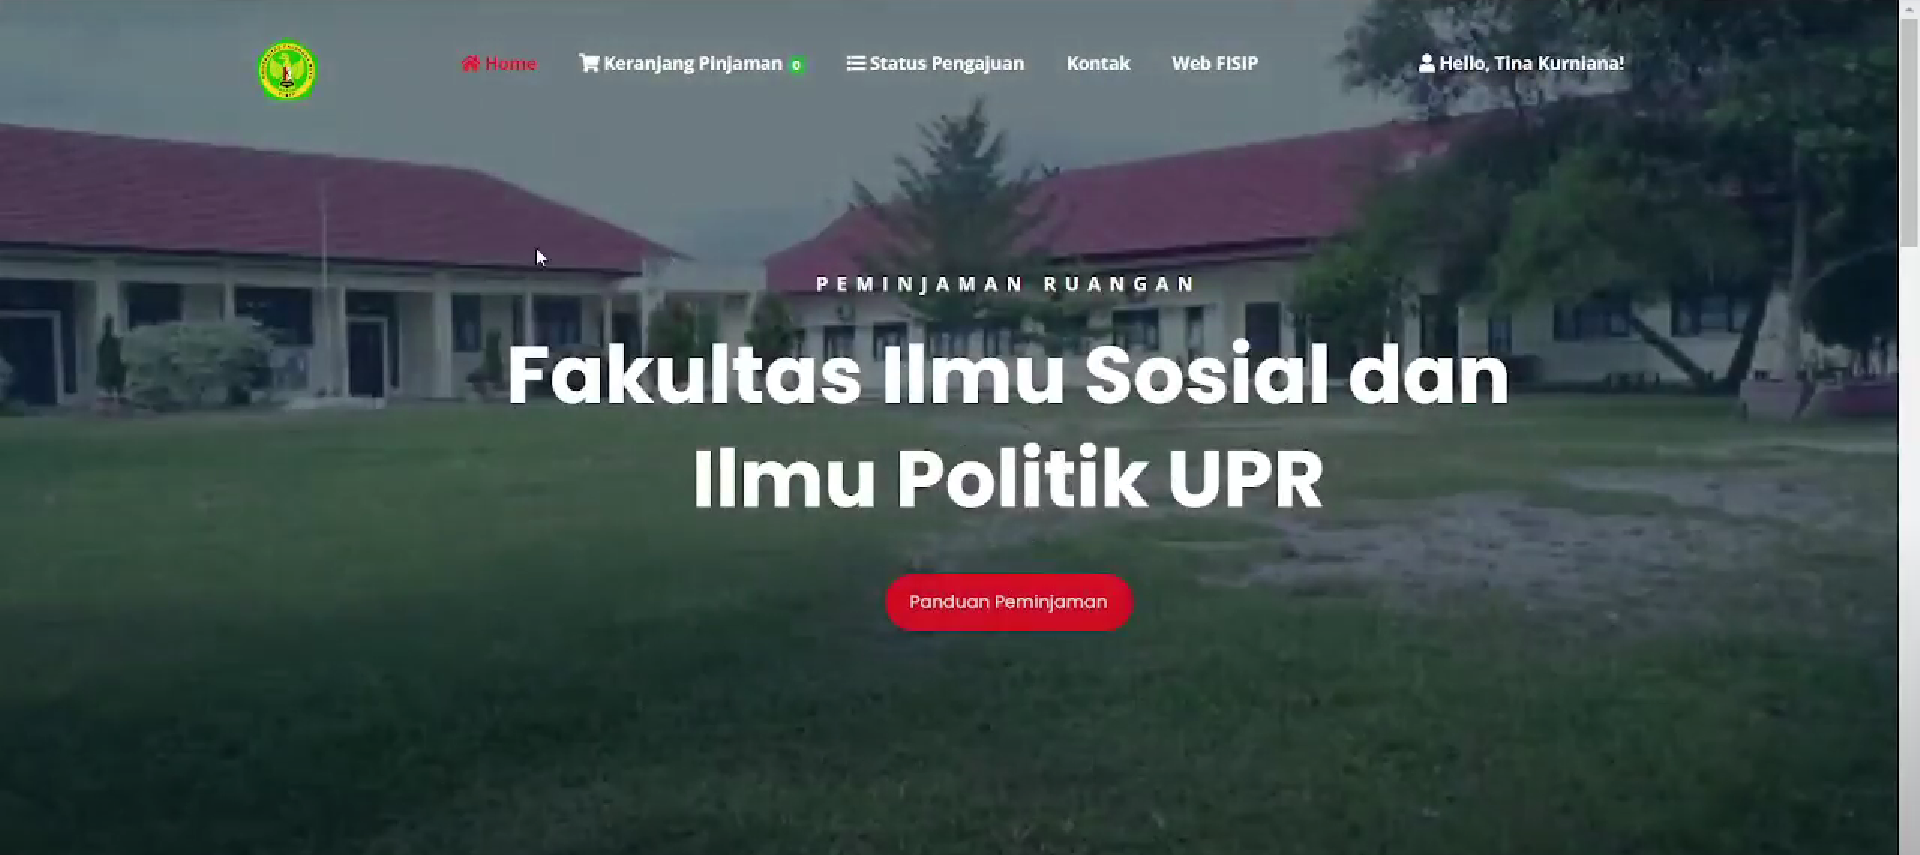 Home
Keranjang Pinjaman 0
Status Pengajuan
Kontak
Web FISIP
Hello, Tina Kurniana!
PEMINJAMAN RUANGAN
Fakultas Ilmu Sosial dan
Ilmu Politik UPR
Panduan Peminjaman